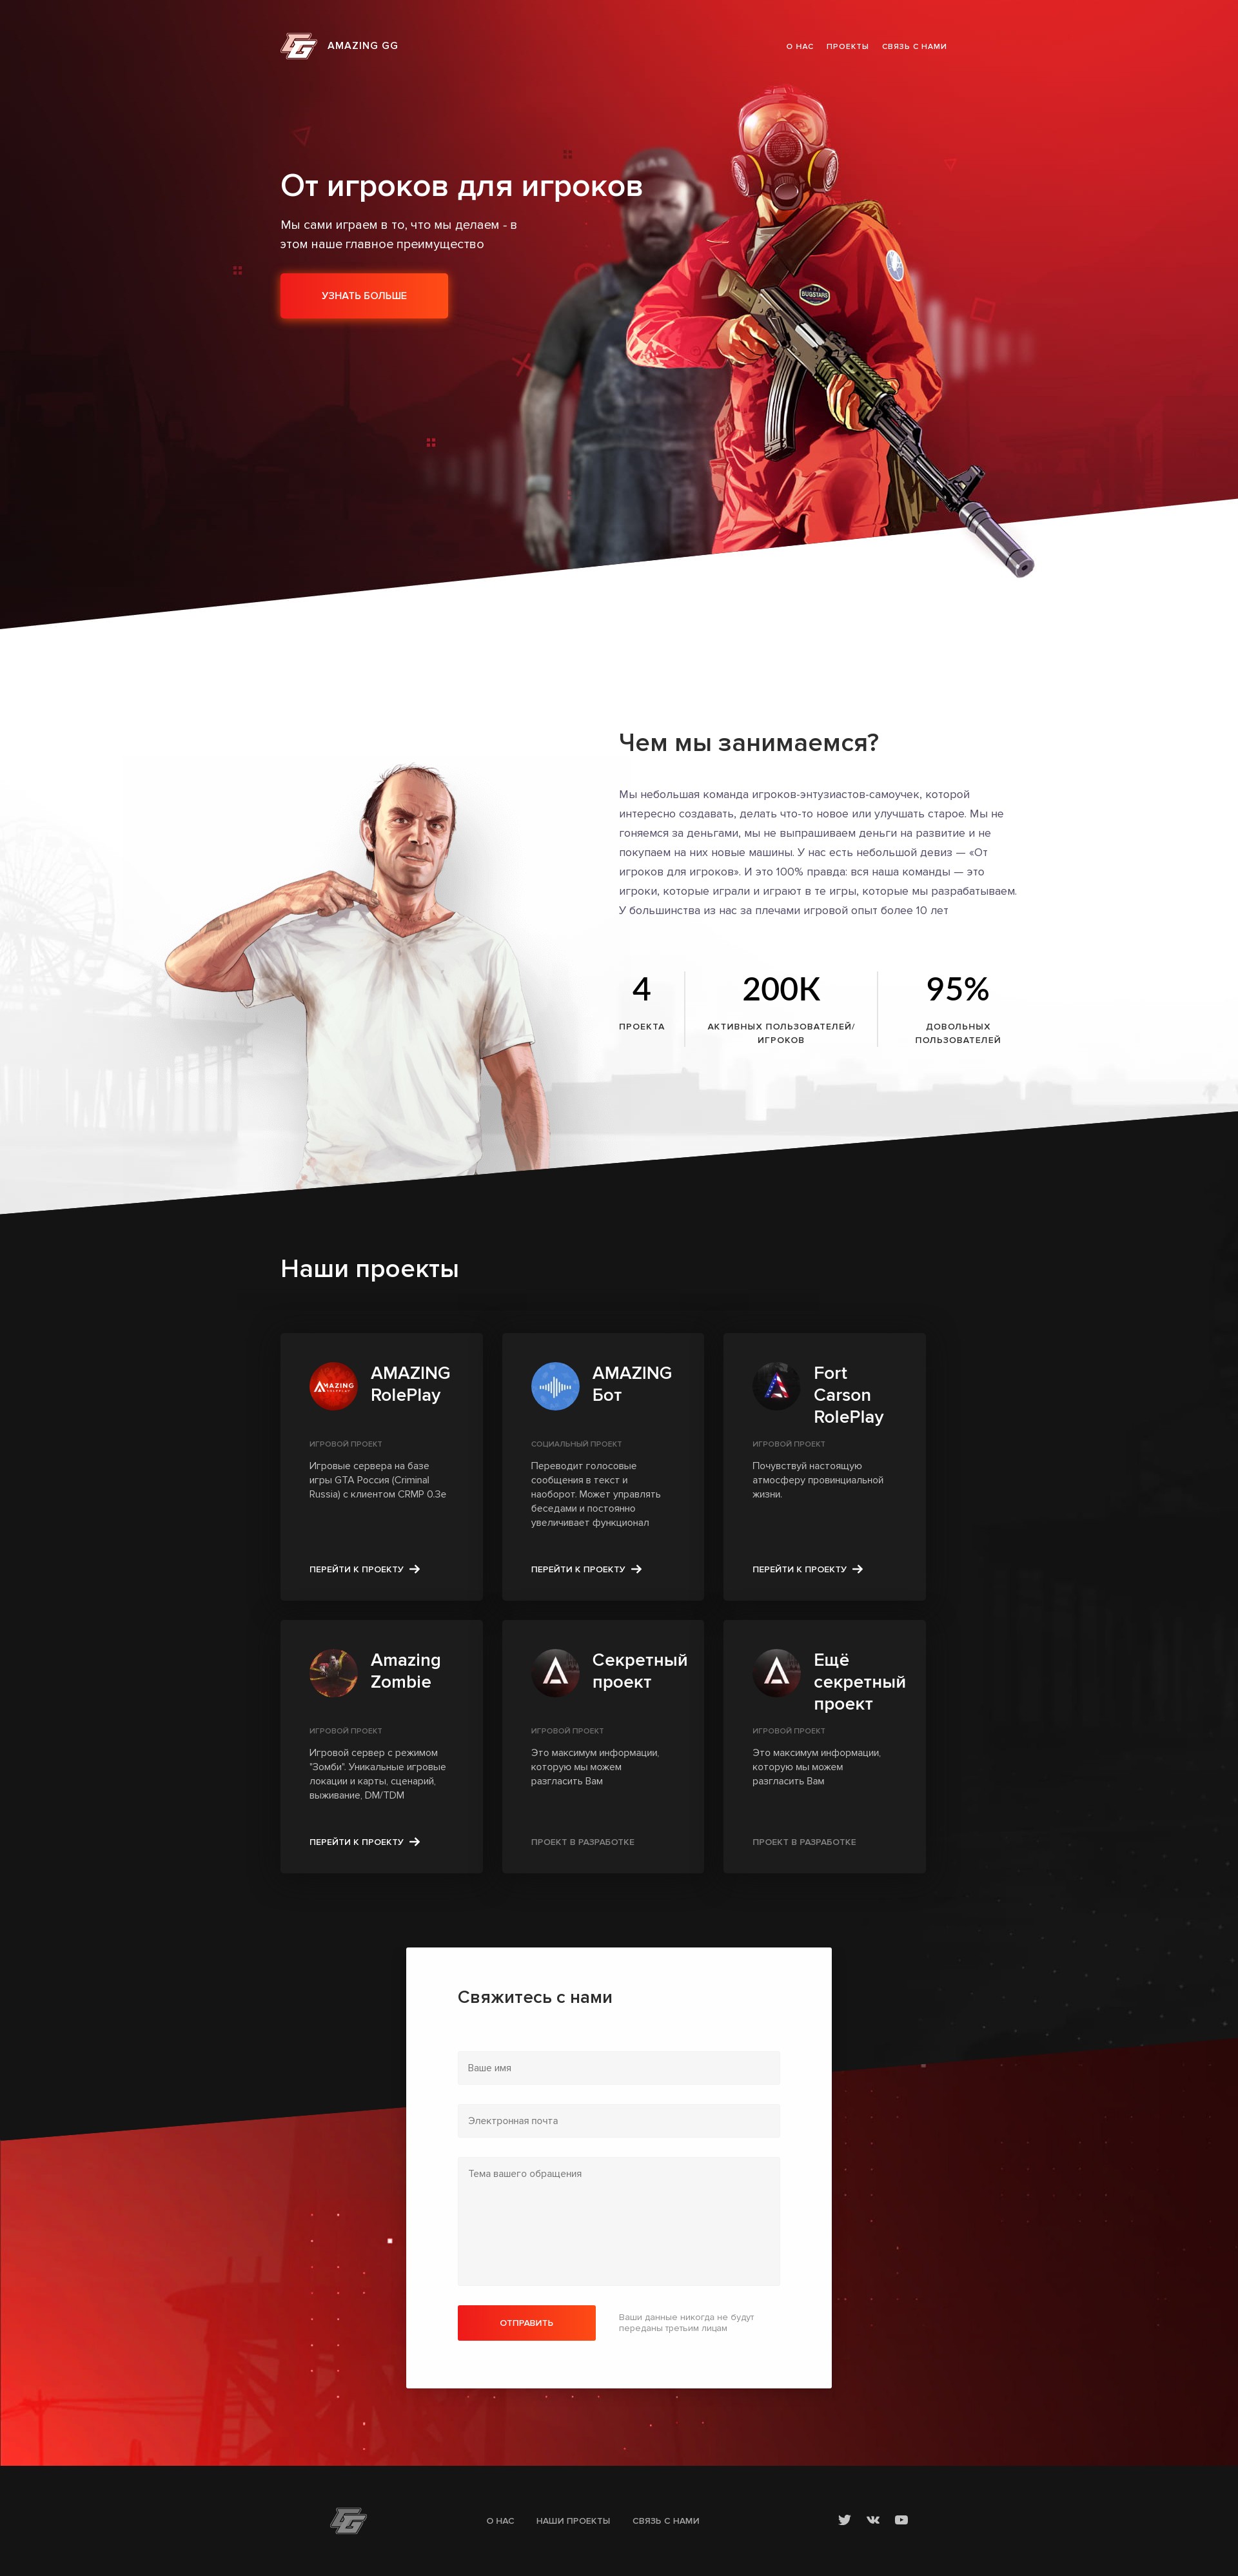 AMAZING GG
О НАС ПРОЕКТЫ СВЯЗЬ С НАМИ
От игроков для игроков
Мы сами играем в то, что мы делаем - в
этом наше главное преимущество
УЗНАТЬ БОЛЬШЕ
BUGSTARS
Чем мы занимаемся?
Мы небольшая команда игроков-энтузиастов-самоучек, которой
интересно создавать, делать что-то новое или улучшать старое. Мы не
гоняемся за деньгами, мы не выпрашиваем деньги на развитие и не
покупаем на них новые машины. У нас есть небольшой девиз — «От
игроков для игроков». И это 100% правда: вся наша команды — это
игроки, которые играли и играют в те игры, которые мы разрабатываем.
У большинства из нас за плечами игровой опыт более 10 лет
4
ПРОЕКТА
200К
АКТИВНЫХ ПОЛЬЗОВАТЕЛЕЙ/
ИГРОКОВ
95%
ДОВОЛЬНЫХ
ПОЛЬЗОВАТЕЛЕЙ
Наши проекты
AMAZING
RolePlay
ИГРОВОЙ ПРОЕКТ
Игровые сервера на базе
игры GTA Россия (Criminal
Russia) с клиентом CRMP 0.3e
ПЕРЕЙТИ К ПРОЕКТУ
AMAZING
Бот
СОЦИАЛЬНЫЙ ПРОЕКТ
Переводит голосовые
сообщения в текст и
наоборот. Может управлять
беседами и постоянно
увеличивает функционал
ПЕРЕЙТИ К ПРОЕКТУ
Fort
Carson
RolePlay
ИГРОВОЙ ПРОЕКТ
Почувствуй настоящую
атмосферу провинциальной
жизни.
ПЕРЕЙТИ К ПРОЕКТУ
Amazing
Zombie
ИГРОВОЙ ПРОЕКТ
Игровой сервер с режимом
"Зомби". Уникальные игровые
локации и карты, сценарий,
выживание, DM/TDM
ПЕРЕЙТИ К ПРОЕКТУ
Секретный
проект
ИГРОВОЙ ПРОЕКТ
Это максимум информации,
которую мы можем
разгласить Вам
ПРОЕКТ В РАЗРАБОТКЕ
Ещё
секретный
проект
ИГРОВОЙ ПРОЕКТ
Это максимум информации,
которую мы можем
разгласить Вам
ПРОЕКТ В РАЗРАБОТКЕ
Свяжитесь с нами
Ваше имя
Электронная почта
Тема вашего обращения
ОТПРАВИТЬ
Ваши данные никогда не будут
переданы третьим лицам
О НАС НАШИ ПРОЕКТЫ СВЯЗЬ С НАМИ